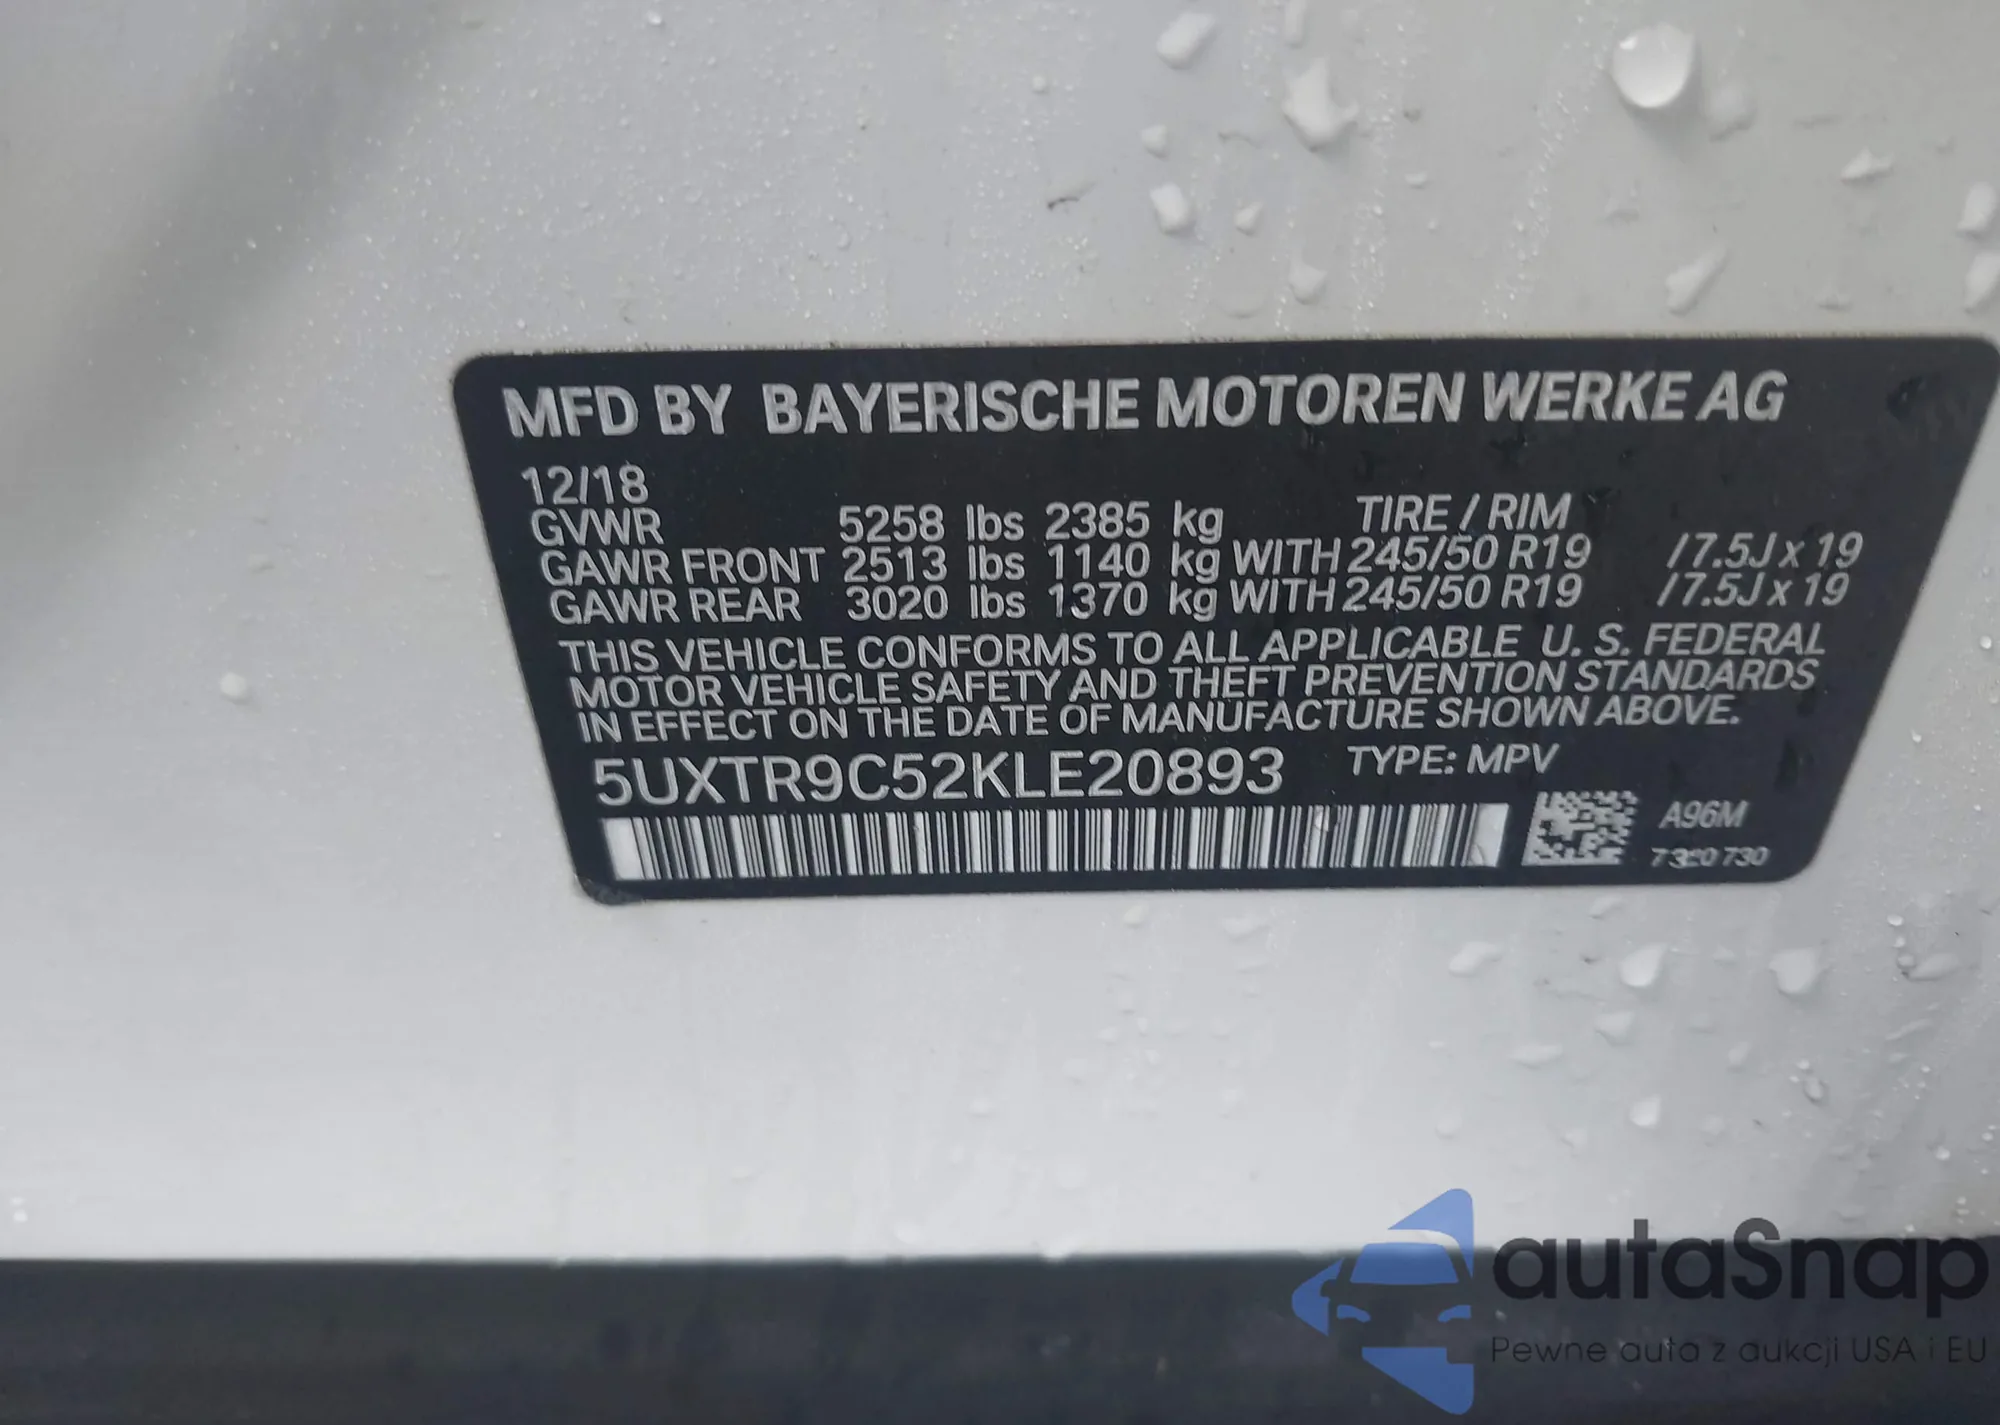 MFD BY BAYERISCHE MOTOREN WERKE AG
12/18
GVWR 5258 lbs 2385 kg TIRE / RIM
GAWR FRONT 2513 lbs 1140 kg WITH 245/50 R19 /7.5J x 19
GAWR REAR 3020 lbs 1370 kg WITH 245/50 R19 /7.5J x 19
THIS VEHICLE CONFORMS TO ALL APPLICABLE U. S. FEDERAL
MOTOR VEHICLE SAFETY AND THEFT PREVENTION STANDARDS
IN EFFECT ON THE DATE OF MANUFACTURE SHOWN ABOVE.
5UXTR9C52KLE20893 TYPE: MPV
A96M
autaSnap
Pewne auta z aukcji USA i EU